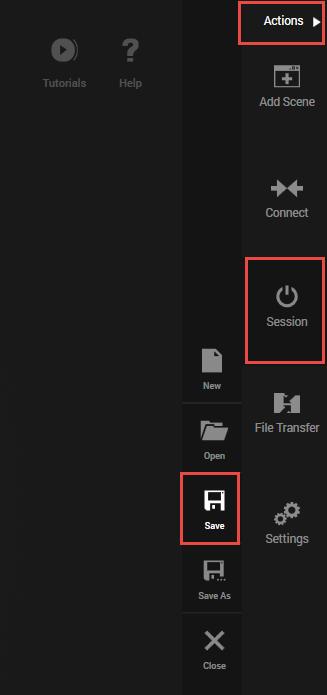 Actions
Tutorials
Help
Add Scene
Connect
Session
New
File Transfer
Open
Save
Settings
Save As
Close